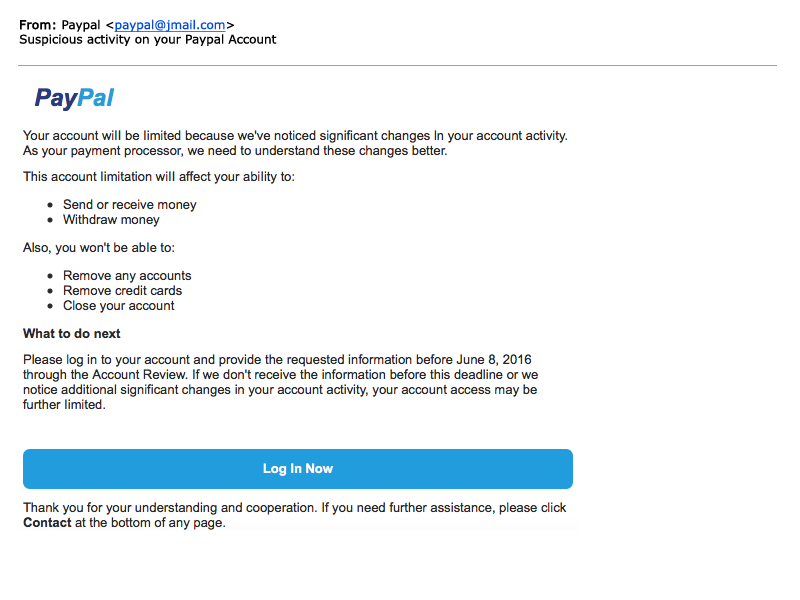 From: Paypal <paypal@jmail.com>
Suspicious activity on your Paypal Account
PayPal
Your account will be limited because we've noticed significant changes In your account activity.
As your payment processor, we need to understand these changes better.
This account limitation will affect your ability to:
• Send or receive money
• Withdraw money
Also, you won't be able to:
• Remove any accounts
• Remove credit cards
• Close your account
What to do next
Please log in to your account and provide the requested information before June 8, 2016
through the Account Review. If we don't receive the information before this deadline or we
notice additional significant changes in your account activity, your account access may be
further limited.
Log In Now
Thank you for your understanding and cooperation. If you need further assistance, please click
Contact at the bottom of any page.